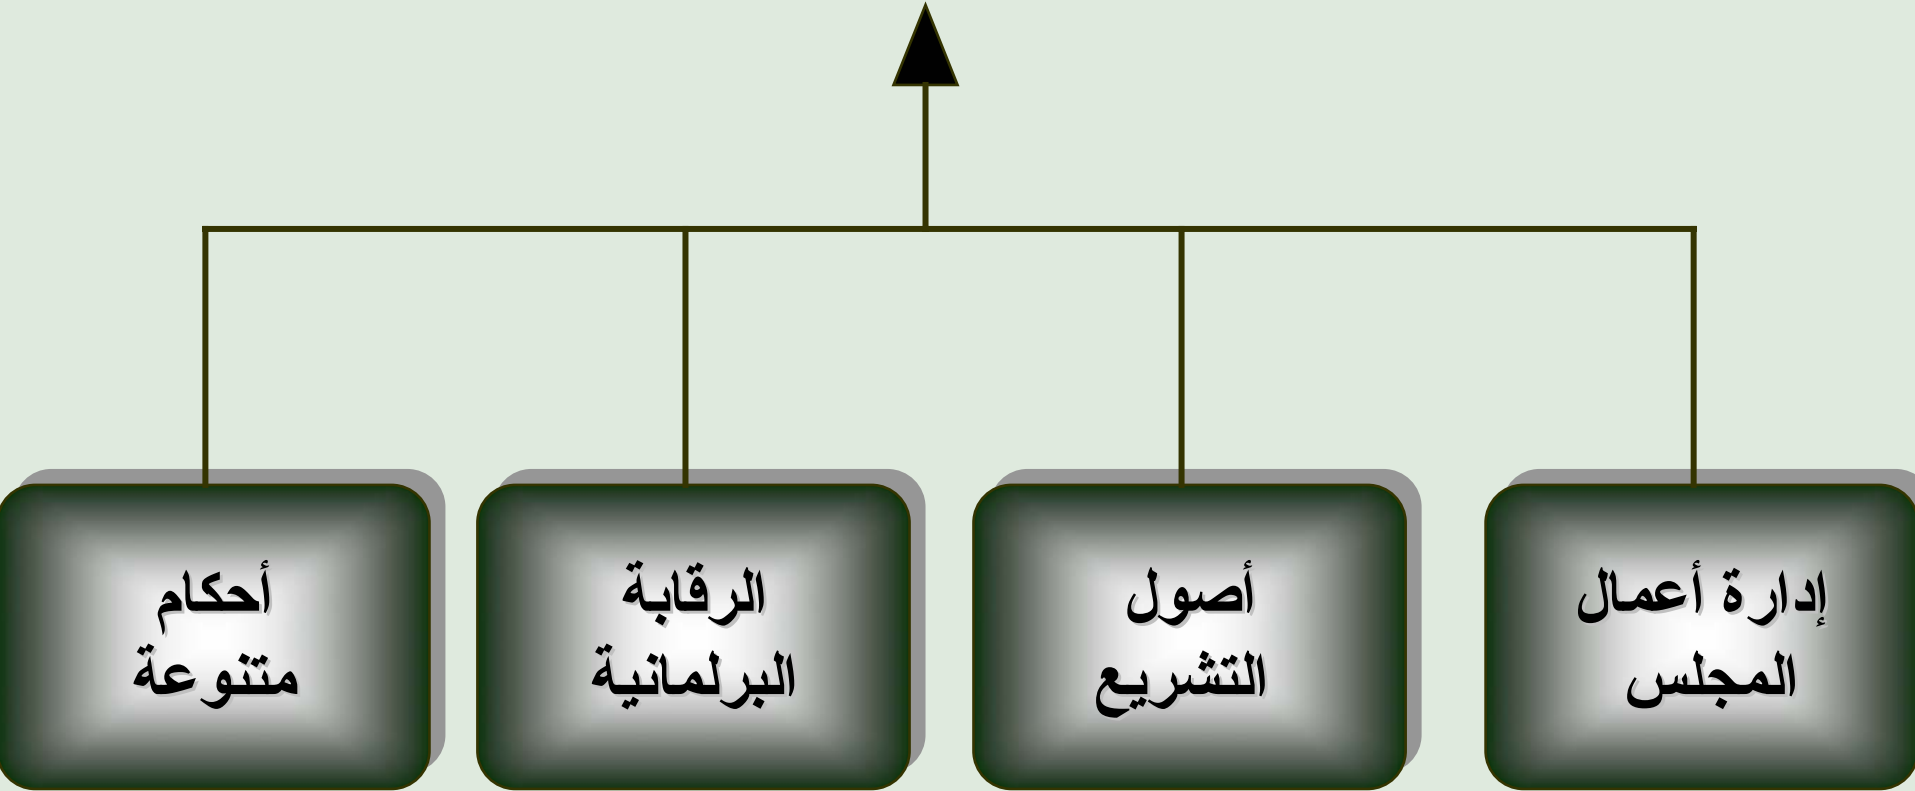 إدارة أعمال
المجلس
أصول
التشريع
الرقابة
البرلمانية
أحكام
متنوعة